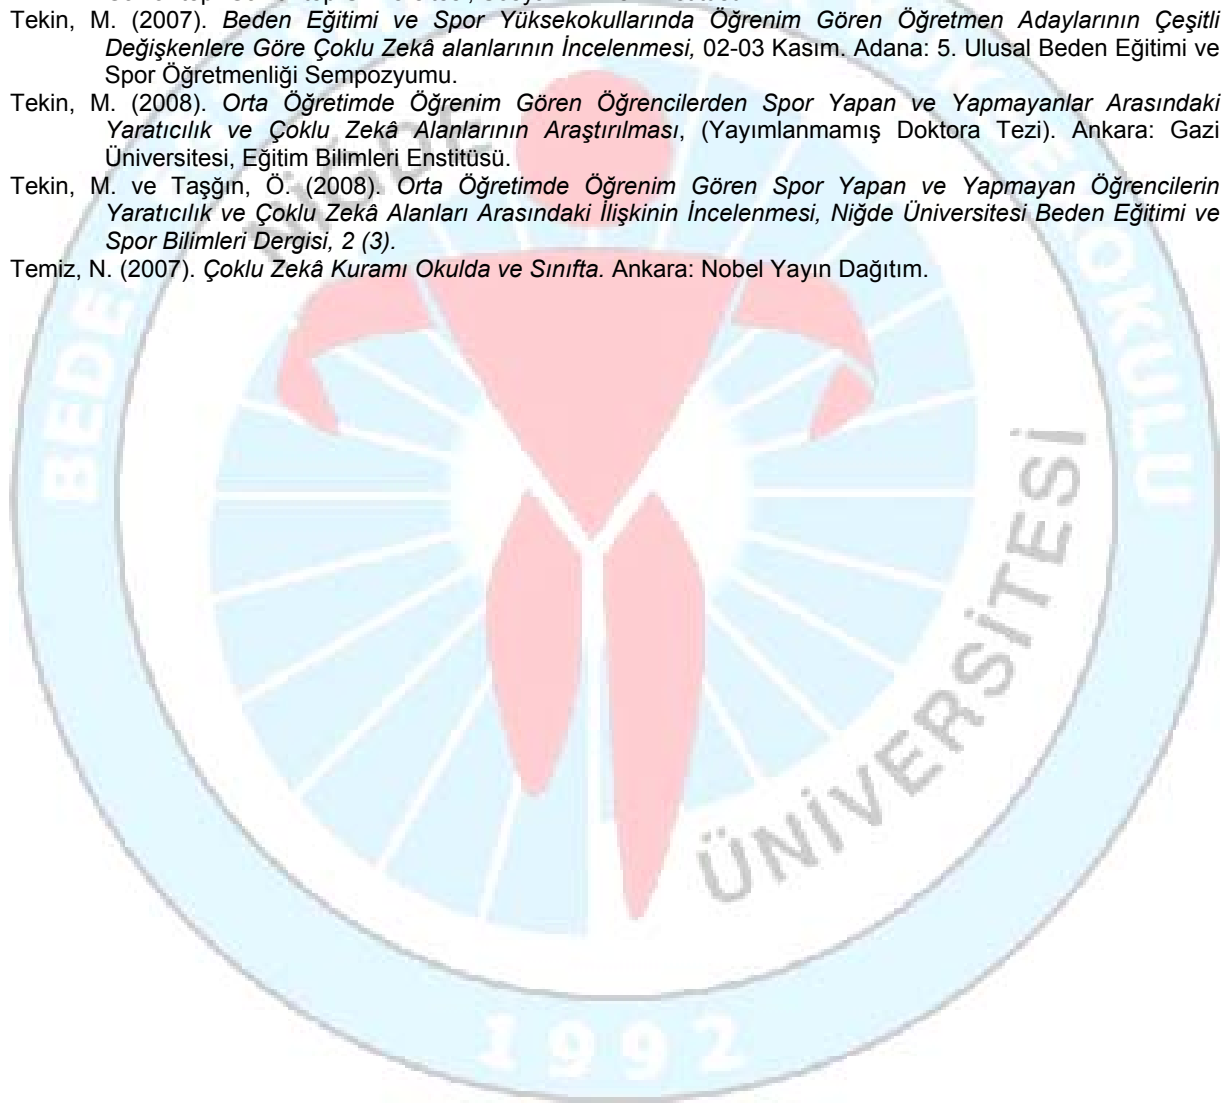 Tekin, M. (2007). Beden Eğitimi ve Spor Yüksekokullarında Öğrenim Gören Öğretmen Adaylarının Çeşitli
Değişkenlere Göre Çoklu Zekâ alanlarının İncelenmesi, 02-03 Kasım. Adana: 5. Ulusal Beden Eğitimi ve
Spor Öğretmenliği Sempozyumu.
Tekin, M. (2008). Orta Öğretimde Öğrenim Gören Öğrencilerden Spor Yapan ve Yapmayanlar Arasındaki
Yaratıcılık ve Çoklu Zekâ Alanlarının Araştırılması, (Yayımlanmamış Doktora Tezi). Ankara: Gazi
Üniversitesi, Eğitim Bilimleri Enstitüsü.
Tekin, M. ve Taşğın, Ö. (2008). Orta Öğretimde Öğrenim Gören Spor Yapan ve Yapmayan Öğrencilerin
Yaratıcılık ve Çoklu Zekâ Alanları Arasındaki İlişkinin İncelenmesi, Niğde Üniversitesi Beden Eğitimi ve
Spor Bilimleri Dergisi, 2 (3).
Temiz, N. (2007). Çoklu Zekâ Kuramı Okulda ve Sınıfta. Ankara: Nobel Yayın Dağıtım.
NİĞDE
ÜNİVERSİTESİ
1992